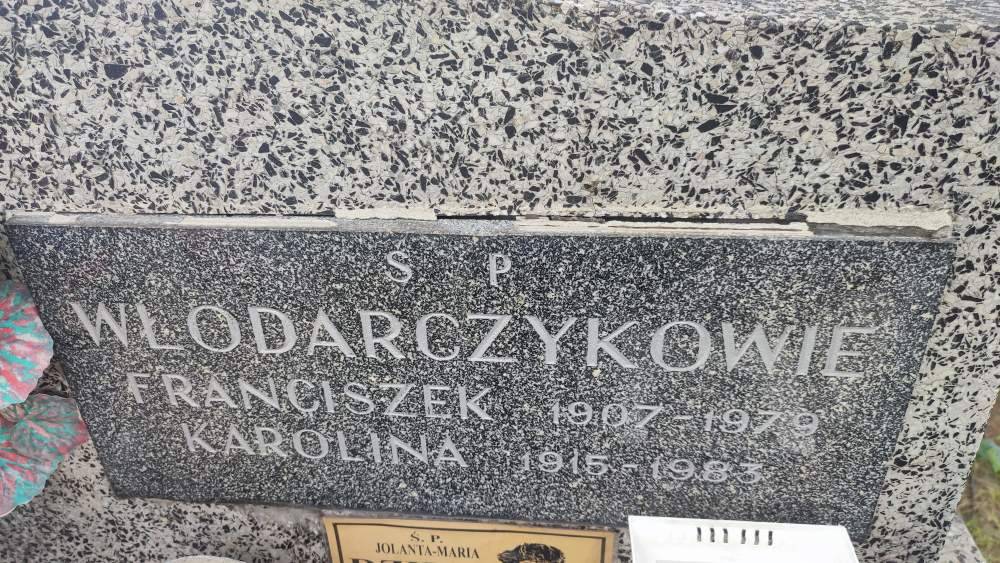 Ś P
WŁODARCZYKOWIE
FRANCISZEK 1907-1979
KAROLINA 1915-1983
Ś. P.
JOLANTA-MARIA